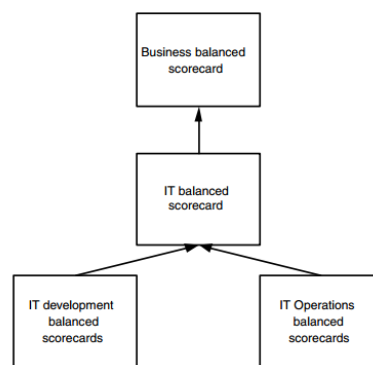 Business balanced
scorecard
IT balanced
scorecard
IT development
balanced
scorecards
IT Operations
balanced
scorecards